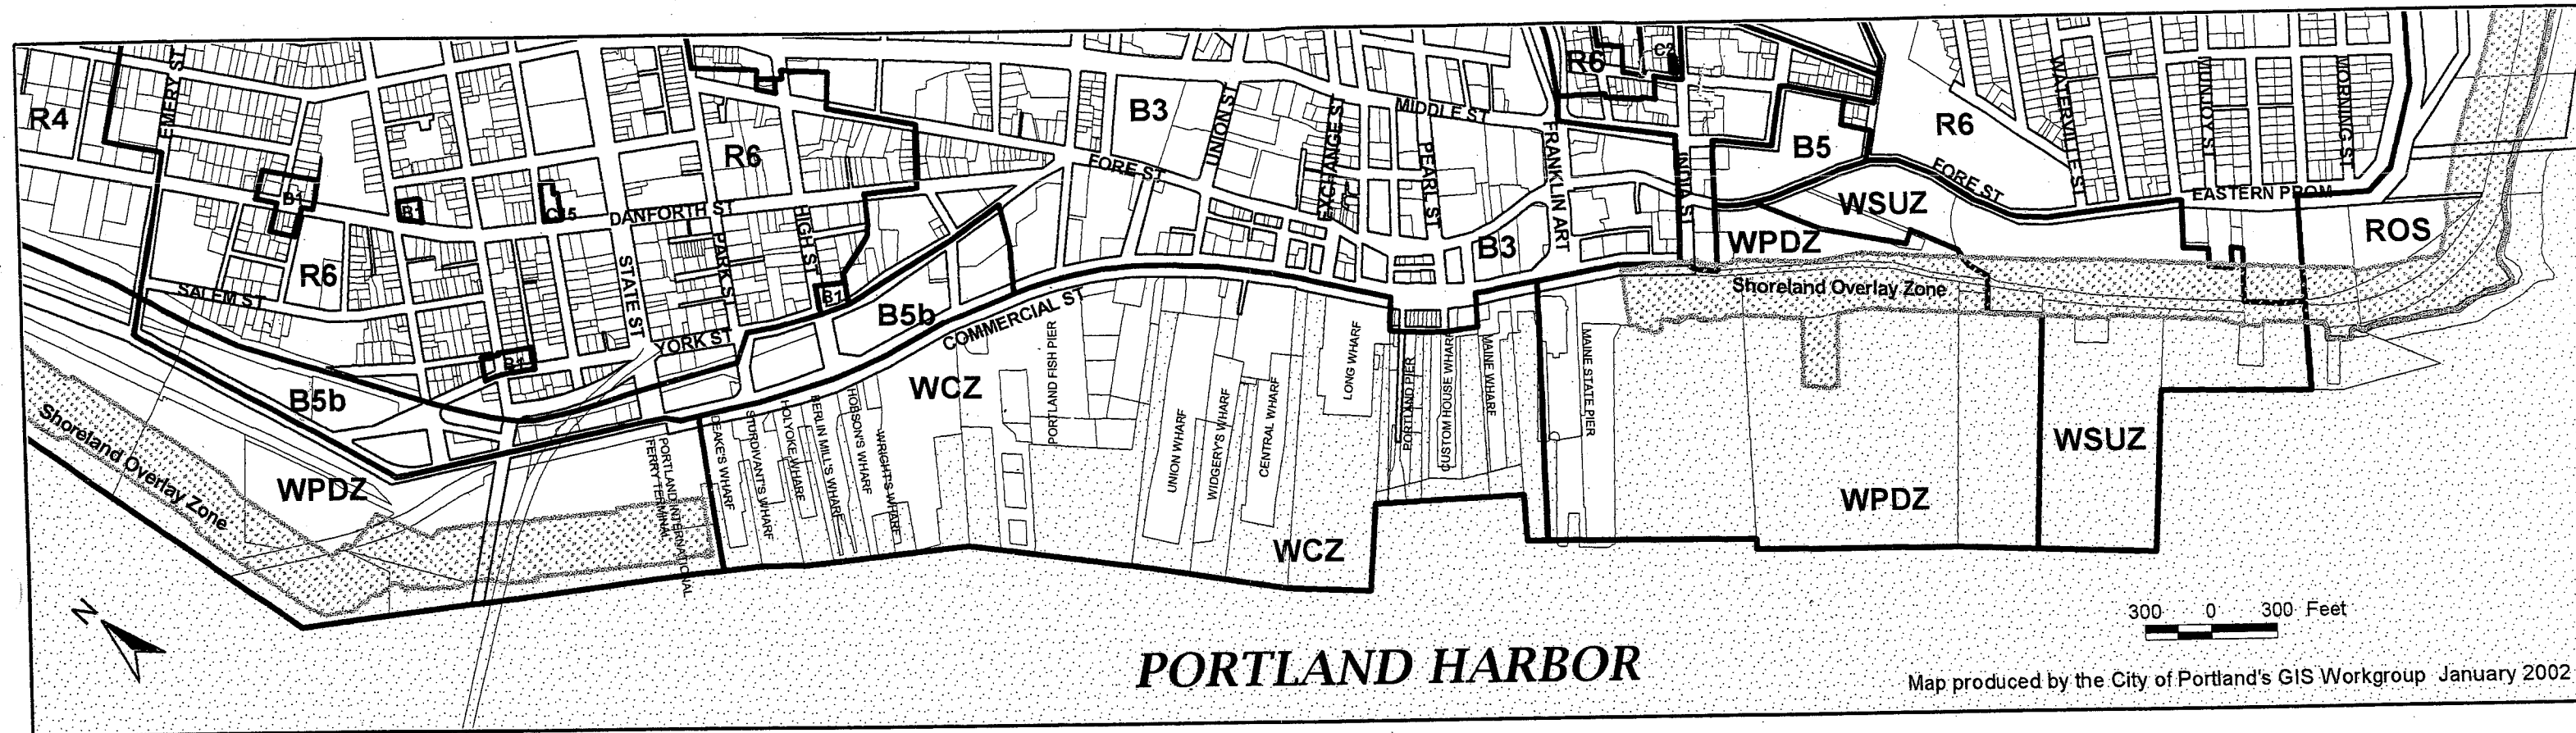 R4
EMERY ST
B1
B1
C15
R6
SALEM ST
DANFORTH ST
STATE ST
PARK ST
HIGH ST
R6
YORK ST
B1
B1
B5b
B5b
COMMERCIAL ST
Shoreland Overlay Zone
WPDZ
PORTLAND INTERNATIONAL
FERRY TERMINAL
DEAKE'S WHARF
STURDIVANT'S WHARF
HOLYOKE WHARF
BERLIN MILL'S WHARF
HOBSON'S WHARF
WRIGHT'S WHARF
WCZ
PORTLAND FISH PIER
UNION WHARF
WIDGERY'S WHARF
CENTRAL WHARF
LONG WHARF
PORTLAND PIER
CUSTOM HOUSE WHARF
MAINE WHARF
MAINE STATE PIER
WCZ
B3
FORE ST
UNION ST
EXCHANGE ST
MIDDLE ST
PEARL ST
FRANKLIN ART
B3
R6
C2
INDIA ST
B5
R6
WSUZ
FORE ST
WPDZ
Shoreland Overlay Zone
WATERVILLE ST
MUNJOY ST
MORNING ST
EASTERN PROM
ROS
WPDZ
WSUZ
N
300 0 300 Feet
PORTLAND HARBOR
Map produced by the City of Portland's GIS Workgroup January 2002